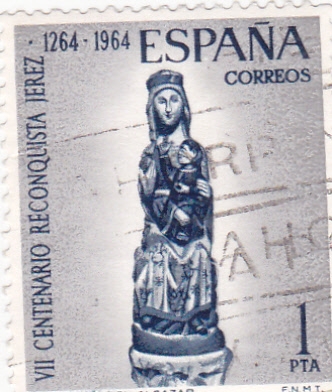 1264-1964 ESPAÑA
CORREOS
VII CENTENARIO RECONQUISTA JEREZ
1
PTA
F.N.M.T.